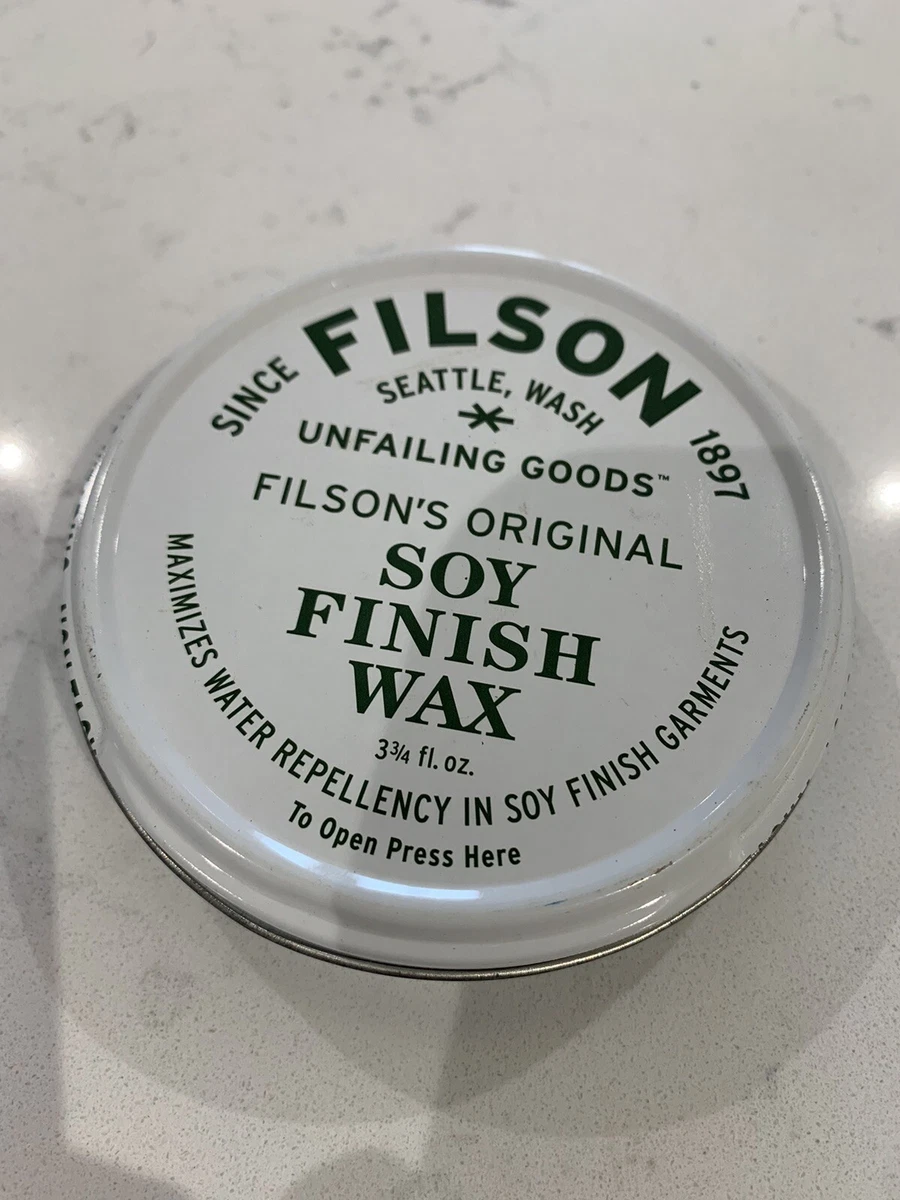 FILSON
SINCE 1897
SEATTLE, WASH
UNFAILING GOODS™
FILSON'S ORIGINAL
SOY
FINISH
WAX
3¾ fl. oz.
MAXIMIZES WATER REPELLENCY IN SOY FINISH GARMENTS
To Open Press Here